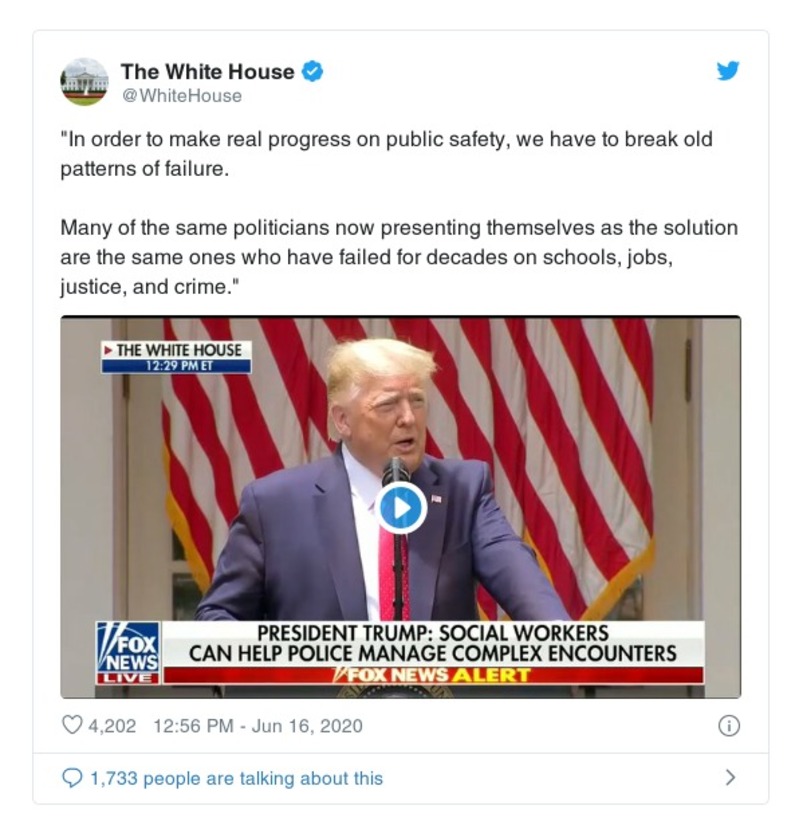 The White House
@WhiteHouse
"In order to make real progress on public safety, we have to break old
patterns of failure.
Many of the same politicians now presenting themselves as the solution
are the same ones who have failed for decades on schools, jobs,
justice, and crime."
THE WHITE HOUSE
12:29 PM ET
FOX
NEWS
LIVE
PRESIDENT TRUMP: SOCIAL WORKERS
CAN HELP POLICE MANAGE COMPLEX ENCOUNTERS
FOX NEWS ALERT
4,202 12:56 PM - Jun 16, 2020
1,733 people are talking about this